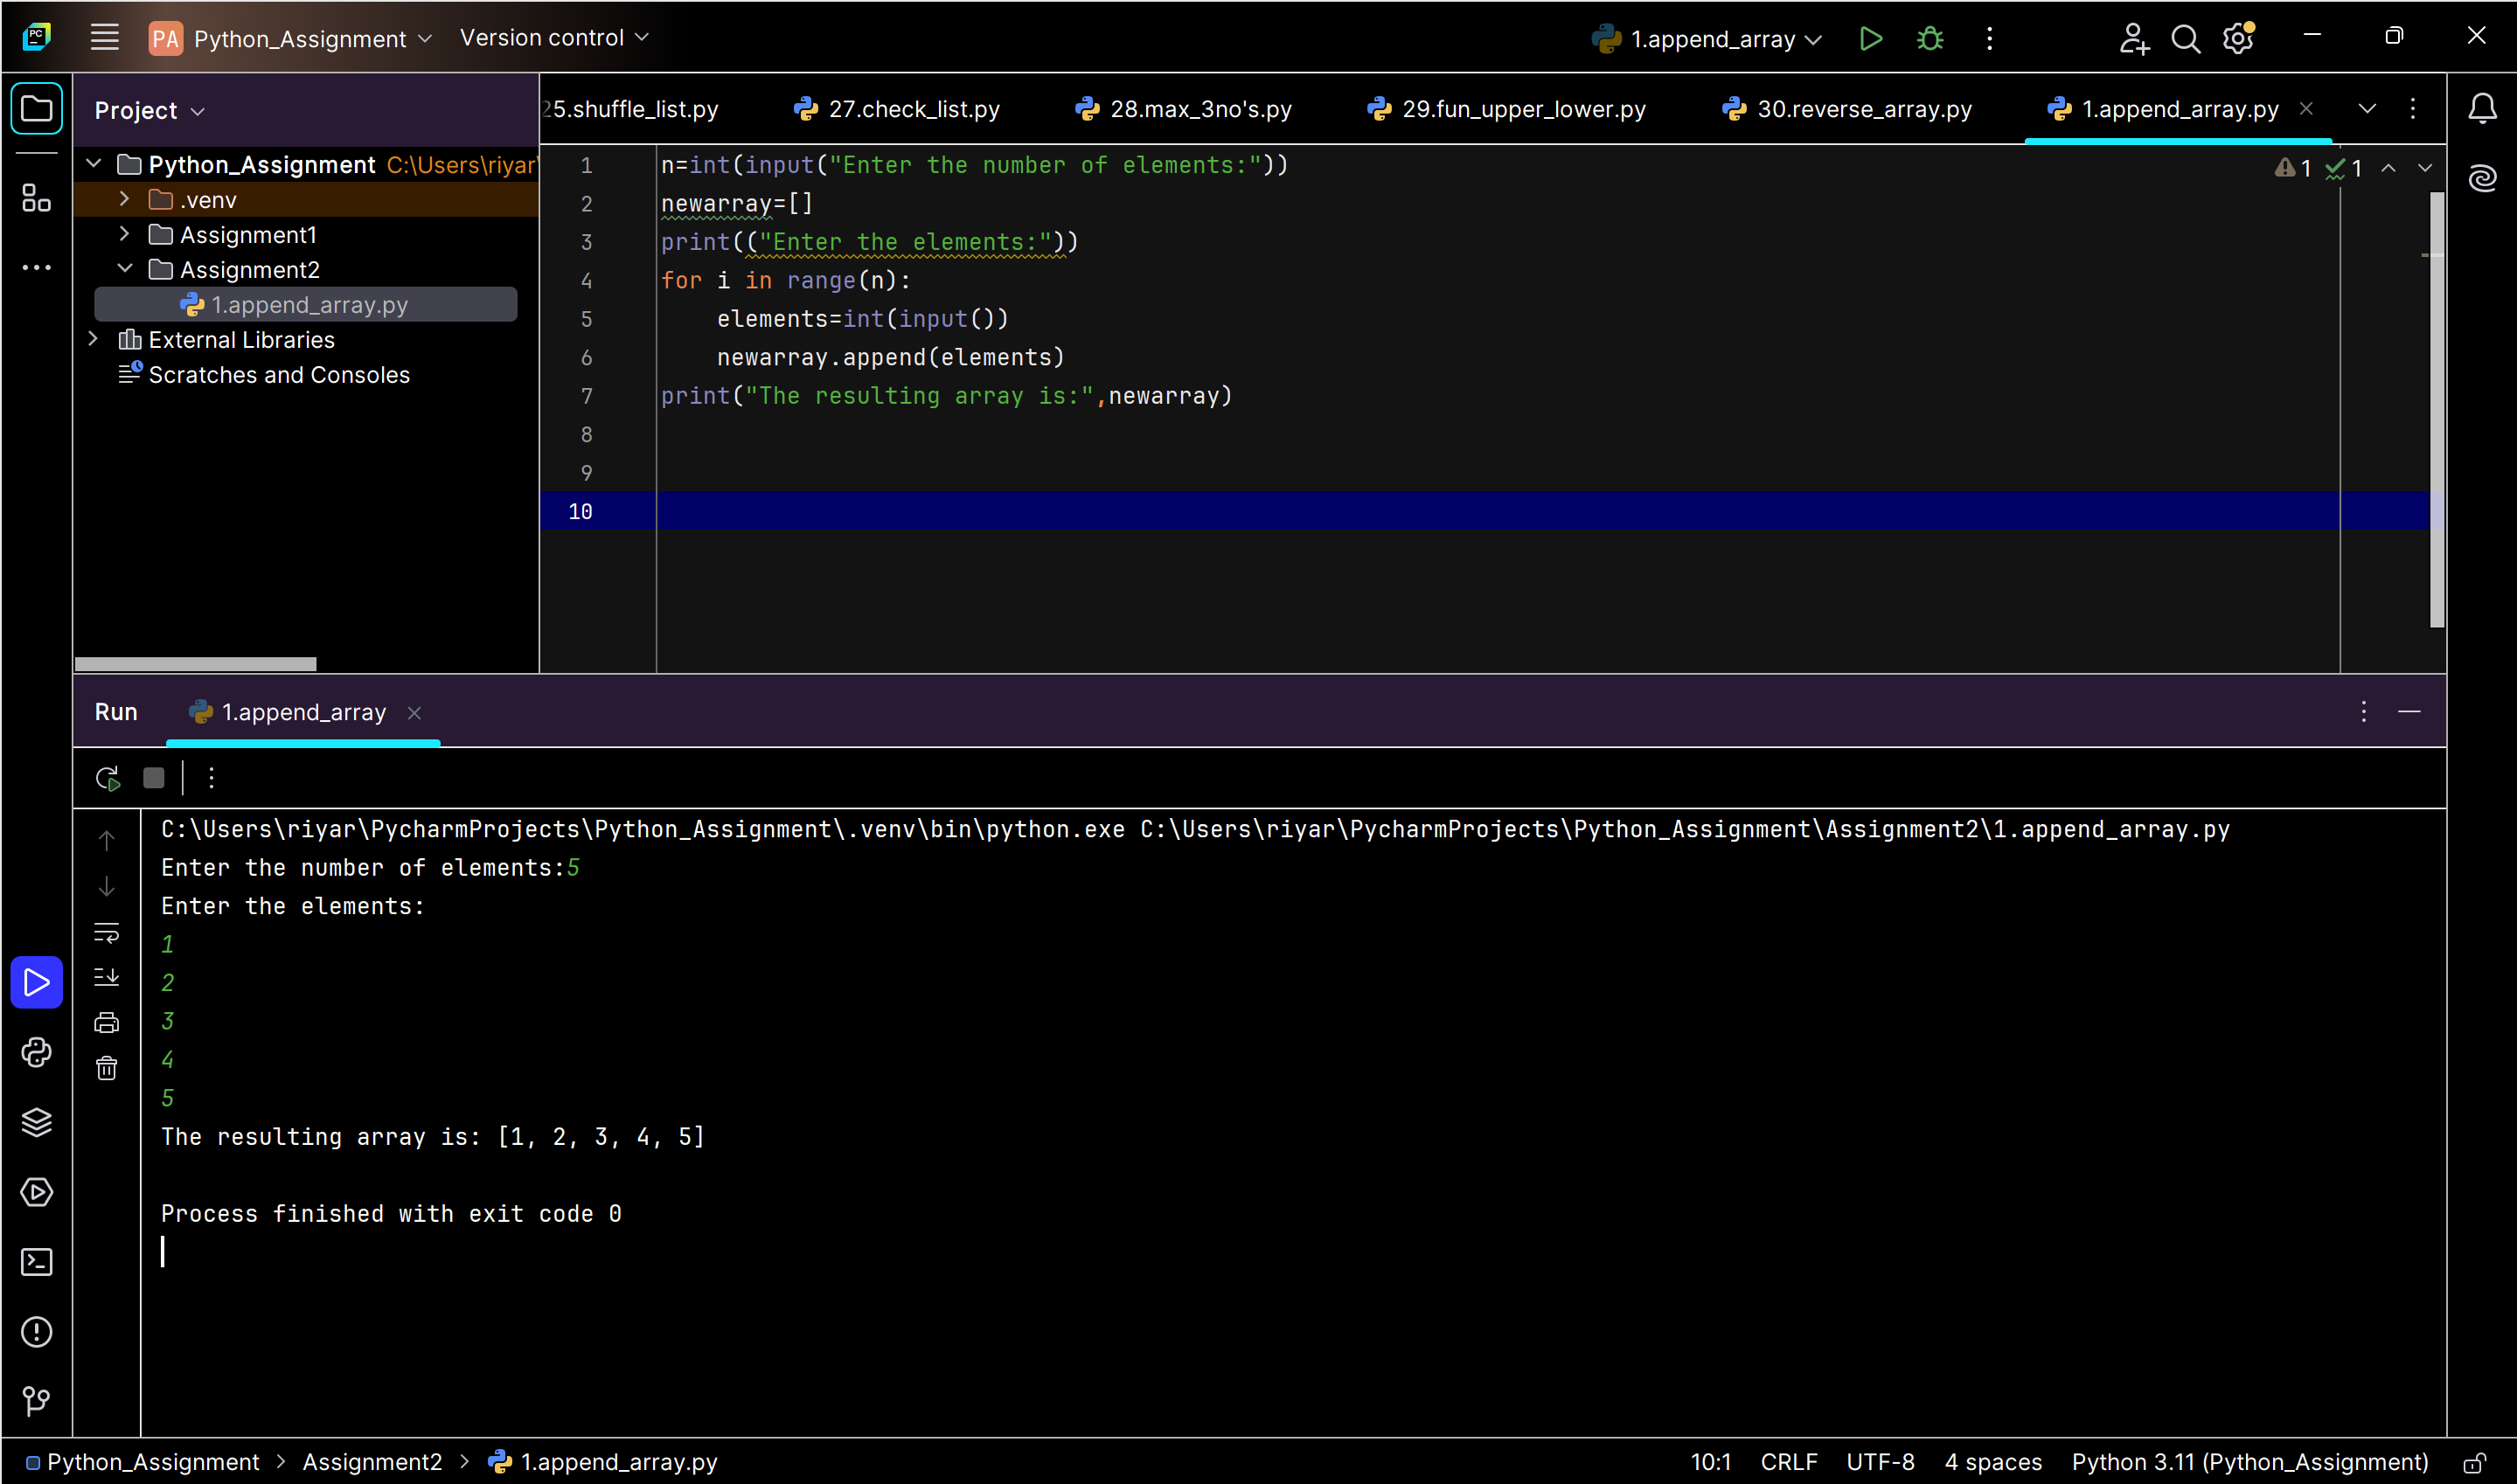 PC
PA Python_Assignment Version control 1.append_array
Project
5.shuffle_list.py 27.check_list.py 28.max_3no's.py 29.fun_upper_lower.py 30.reverse_array.py 1.append_array.py
Python_Assignment C:\Users\riyar\
.venv
Assignment1
Assignment2
1.append_array.py
External Libraries
Scratches and Consoles
1 n=int(input("Enter the number of elements:"))
2 newarray=[]
3 print(("Enter the elements:"))
4 for i in range(n):
5     elements=int(input())
6     newarray.append(elements)
7 print("The resulting array is:",newarray)
8
9
10
1 1
Run 1.append_array
C:\Users\riyar\PycharmProjects\Python_Assignment\.venv\bin\python.exe C:\Users\riyar\PycharmProjects\Python_Assignment\Assignment2\1.append_array.py
Enter the number of elements:5
Enter the elements:
1
2
3
4
5
The resulting array is: [1, 2, 3, 4, 5]
Process finished with exit code 0
Python_Assignment > Assignment2 > 1.append_array.py 10:1 CRLF UTF-8 4 spaces Python 3.11 (Python_Assignment)